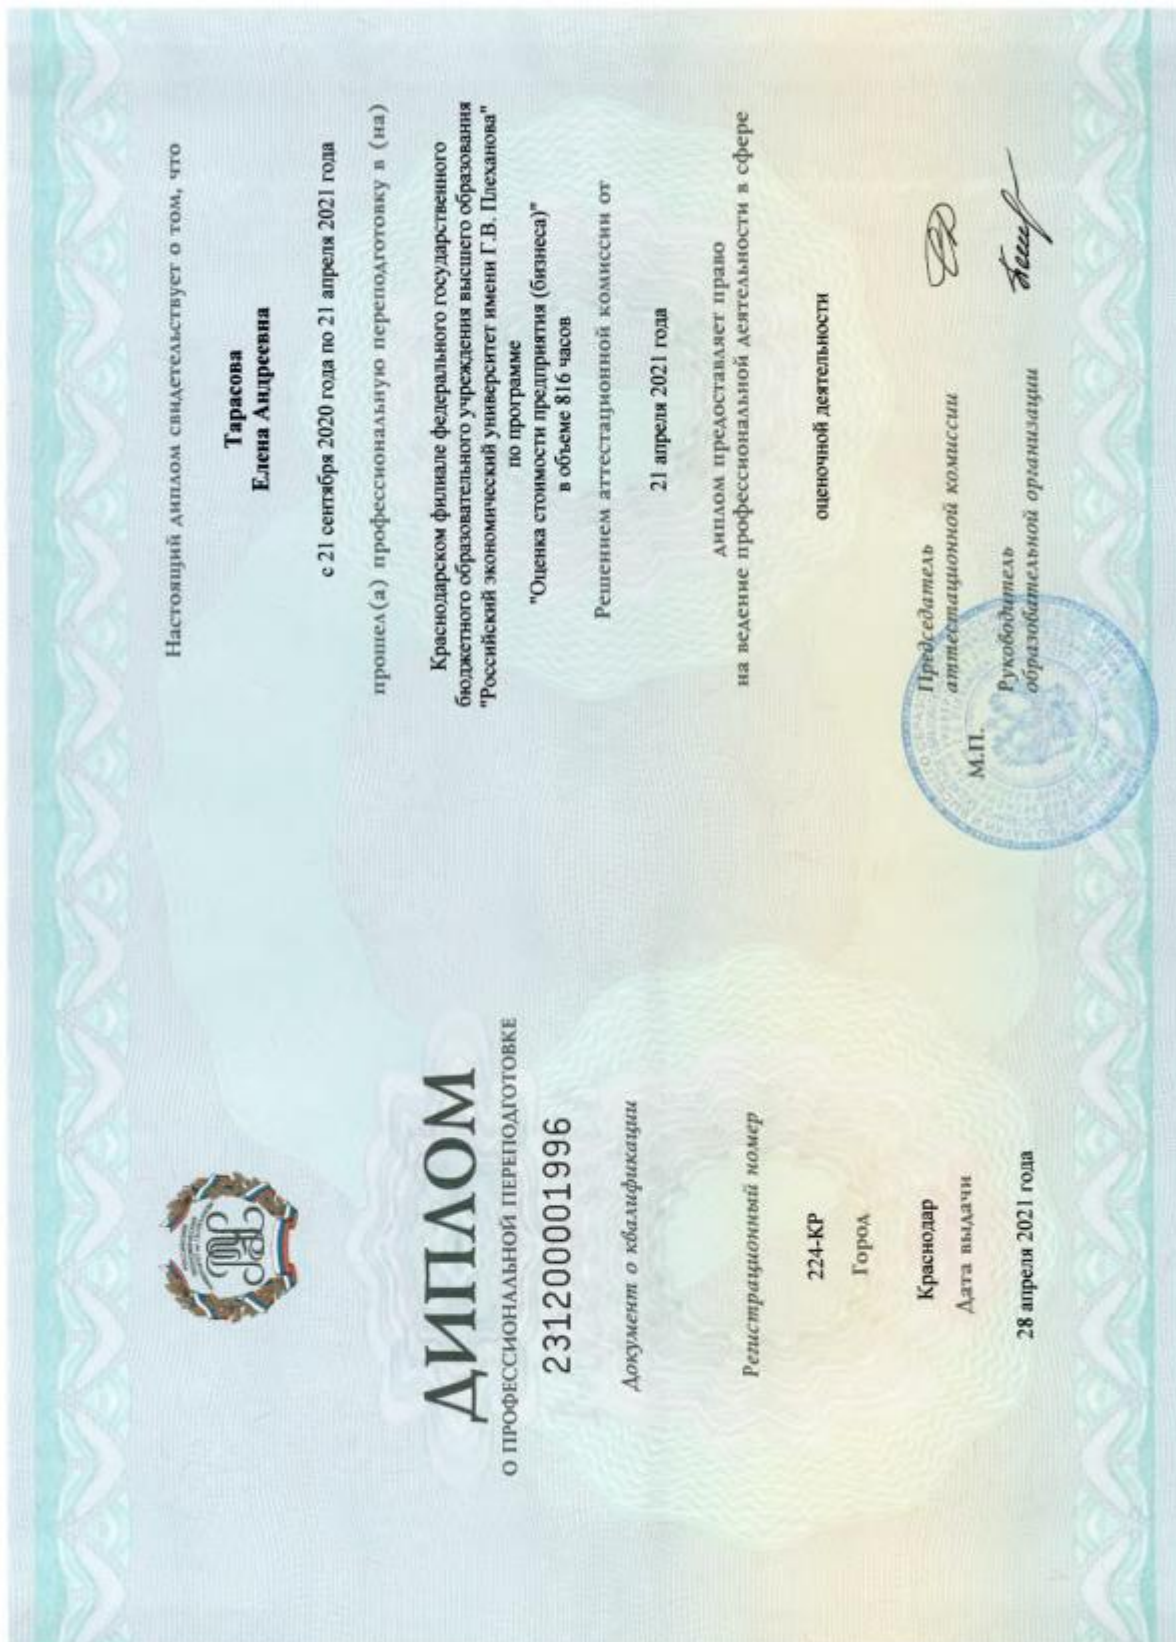 ДИПЛОМ
О ПРОФЕССИОНАЛЬНОЙ ПЕРЕПОДГОТОВКЕ
231200001996
Документ о квалификации
Регистрационный номер
224-КР
Город
Краснодар
Дата выдачи
28 апреля 2021 года
Настоящий диплом свидетельствует о том, что
Тарасова
Елена Андреевна
с 21 сентября 2020 года по 21 апреля 2021 года
прошел(а) профессиональную переподготовку в (на)
Краснодарском филиале федерального государственного
бюджетного образовательного учреждения высшего образования
"Российский экономический университет имени Г.В. Плеханова"
по программе
"Оценка стоимости предприятия (бизнеса)"
в объеме 816 часов
Решением аттестационной комиссии от
21 апреля 2021 года
диплом предоставляет право
на ведение профессиональной деятельности в сфере
оценочной деятельности
Председатель
аттестационной комиссии
М.П.
Руководитель
образовательной организации